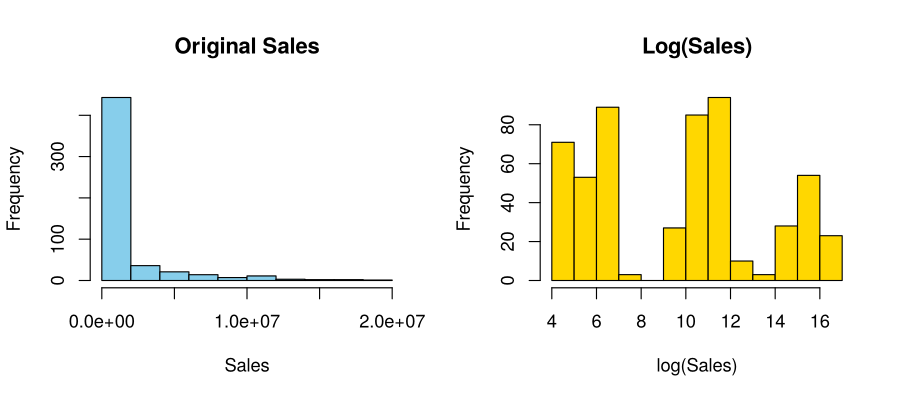 Original Sales
Frequency
0
100
300
0.0e+00
1.0e+07
2.0e+07
Sales
Log(Sales)
Frequency
0
20
40
60
80
4
6
8
10
12
14
16
log(Sales)